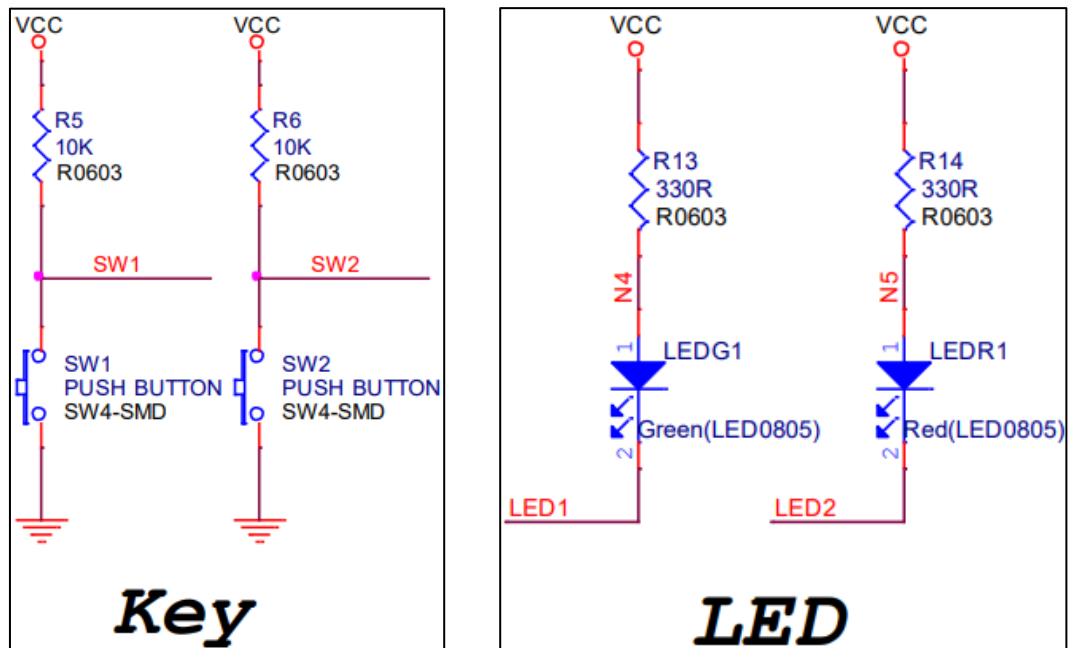 VCC
R5
10K
R0603
SW1
SW1
PUSH BUTTON
SW4-SMD
VCC
R6
10K
R0603
SW2
SW2
PUSH BUTTON
SW4-SMD
Key
VCC
R13
330R
R0603
N4
1
LEDG1
Green(LED0805)
2
LED1
VCC
R14
330R
R0603
N5
1
LEDR1
Red(LED0805)
2
LED2
LED